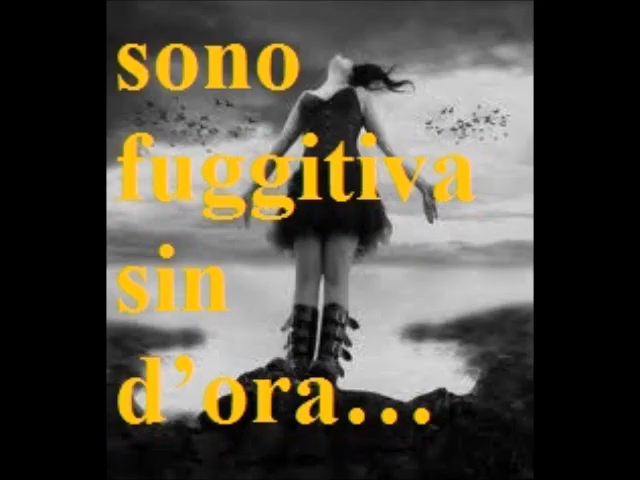 sono
fuggitiva
sin
d’ora…